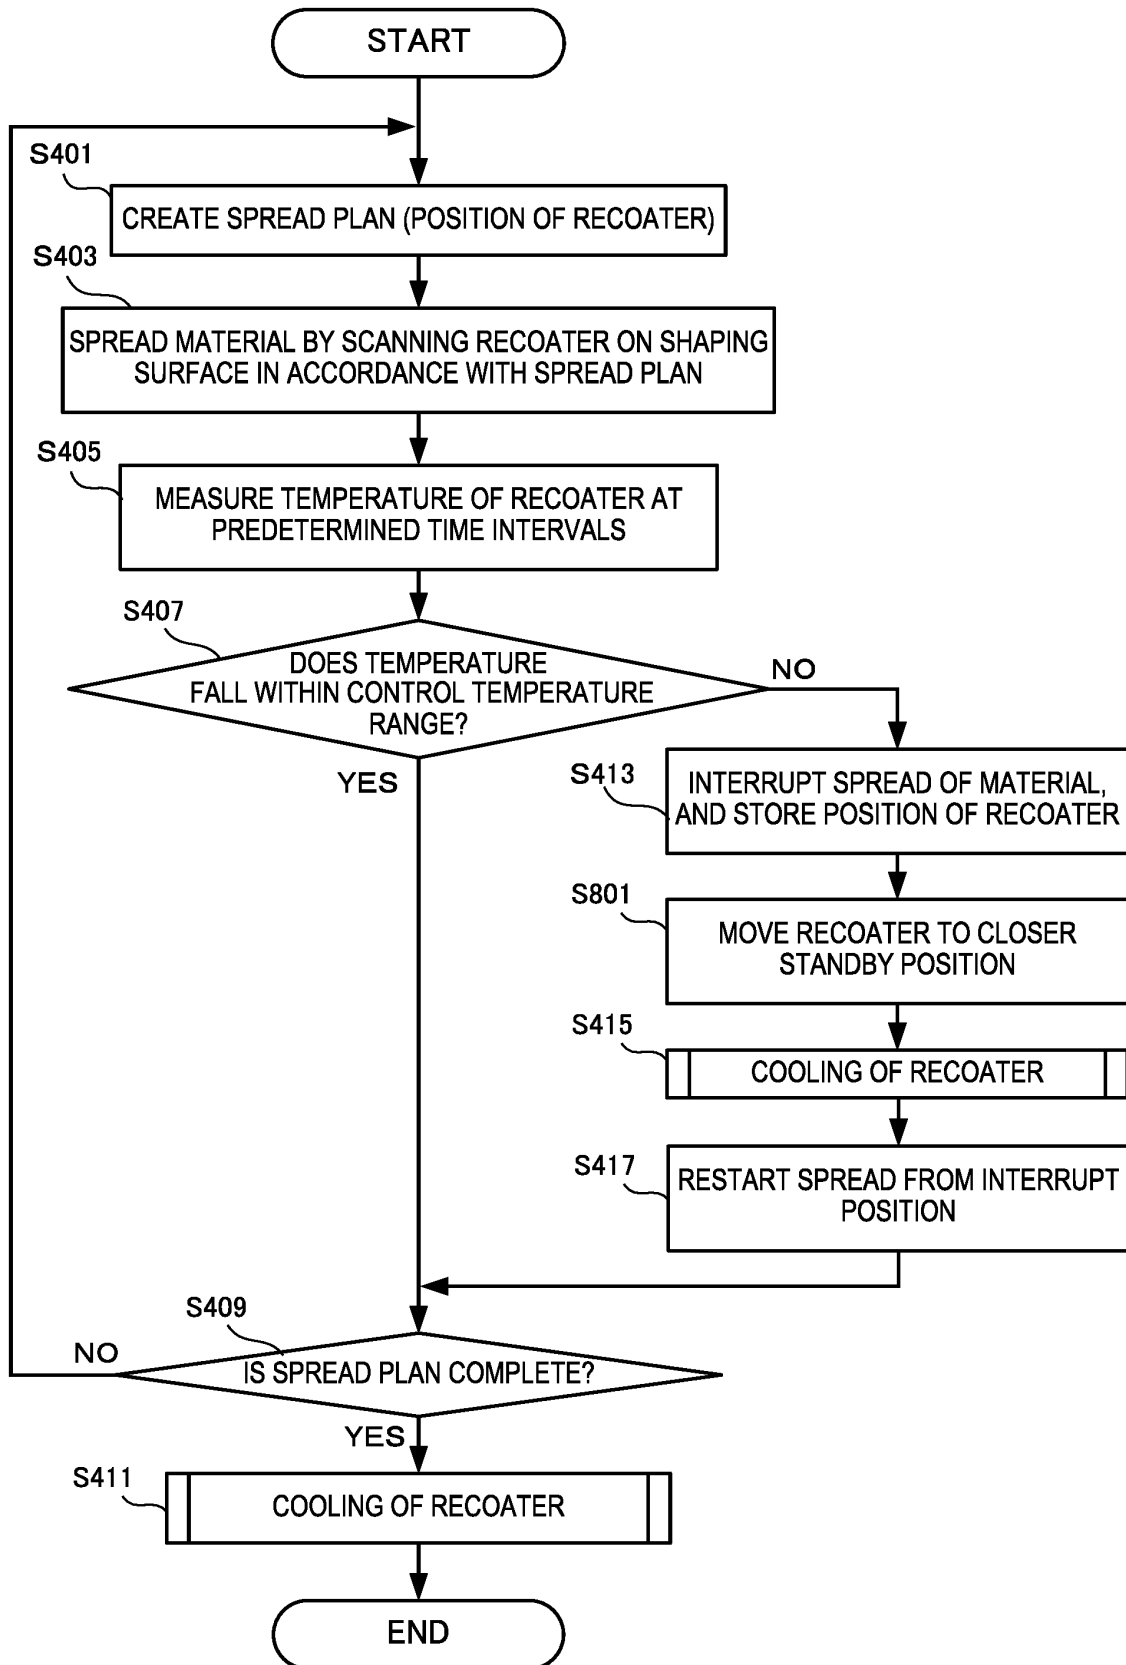 START
S401
CREATE SPREAD PLAN (POSITION OF RECOATER)
S403
SPREAD MATERIAL BY SCANNING RECOATER ON SHAPING
SURFACE IN ACCORDANCE WITH SPREAD PLAN
S405
MEASURE TEMPERATURE OF RECOATER AT
PREDETERMINED TIME INTERVALS
S407
DOES TEMPERATURE
FALL WITHIN CONTROL TEMPERATURE
RANGE?
NO
YES
S413
INTERRUPT SPREAD OF MATERIAL,
AND STORE POSITION OF RECOATER
S801
MOVE RECOATER TO CLOSER
STANDBY POSITION
S415
COOLING OF RECOATER
S417
RESTART SPREAD FROM INTERRUPT
POSITION
S409
NO
IS SPREAD PLAN COMPLETE?
YES
S411
COOLING OF RECOATER
END